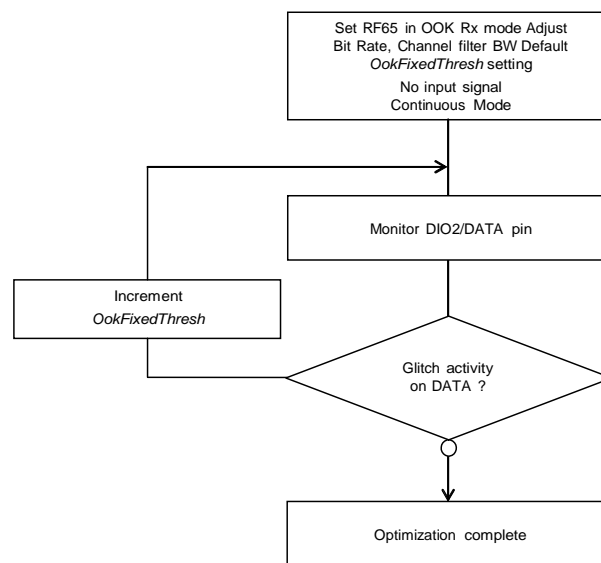 Set RF65 in OOK Rx mode Adjust
Bit Rate, Channel filter BW Default
OokFixedThresh setting
No input signal
Continuous Mode
Monitor DIO2/DATA pin
Increment
OokFixedThresh
Glitch activity
on DATA ?
Optimization complete